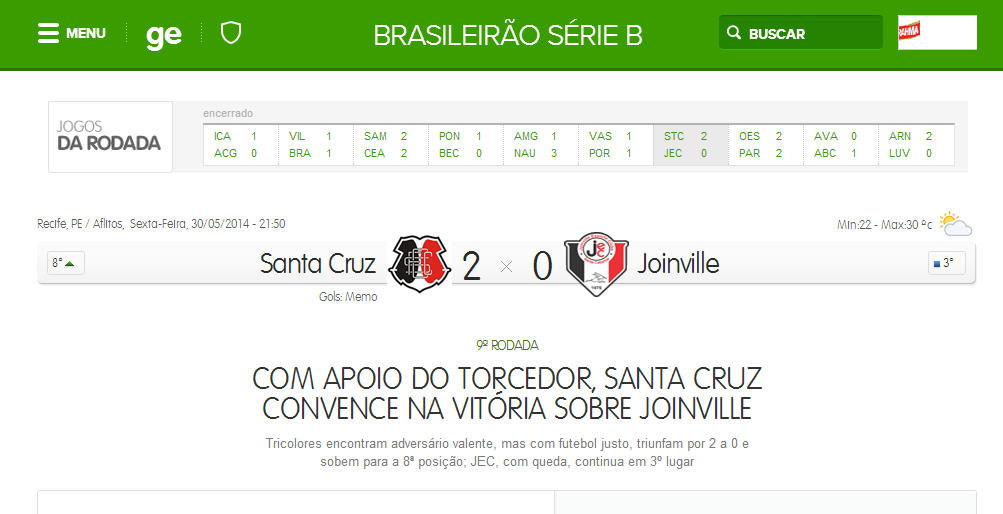 MENU
ge
BRASILEIRÃO SÉRIE B
BUSCAR
RAHMA
JOGOS
DA RODADA
encerrado
ICA 1 VIL 1 SAM 2 PON 1 AMG 1 VAS 1 STC 2 OES 2 AVA 0 ARN 2
ACG 0 BRA 1 CEA 2 BEC 0 NAU 3 POR 1 JEC 0 PAR 2 ABC 1 LUV 0
Recife, PE / Aflitos, Sexta-Feira, 30/05/2014 - 21:50
Min:22 - Max:30 ºc
8° Santa Cruz 2 × 0 JEC Joinville 3°
1976
Gols: Memo
9ª RODADA
COM APOIO DO TORCEDOR, SANTA CRUZ
CONVENCE NA VITÓRIA SOBRE JOINVILLE
Tricolores encontram adversário valente, mas com futebol justo, triunfam por 2 a 0 e
sobem para a 8ª posição; JEC, com queda, continua em 3º lugar